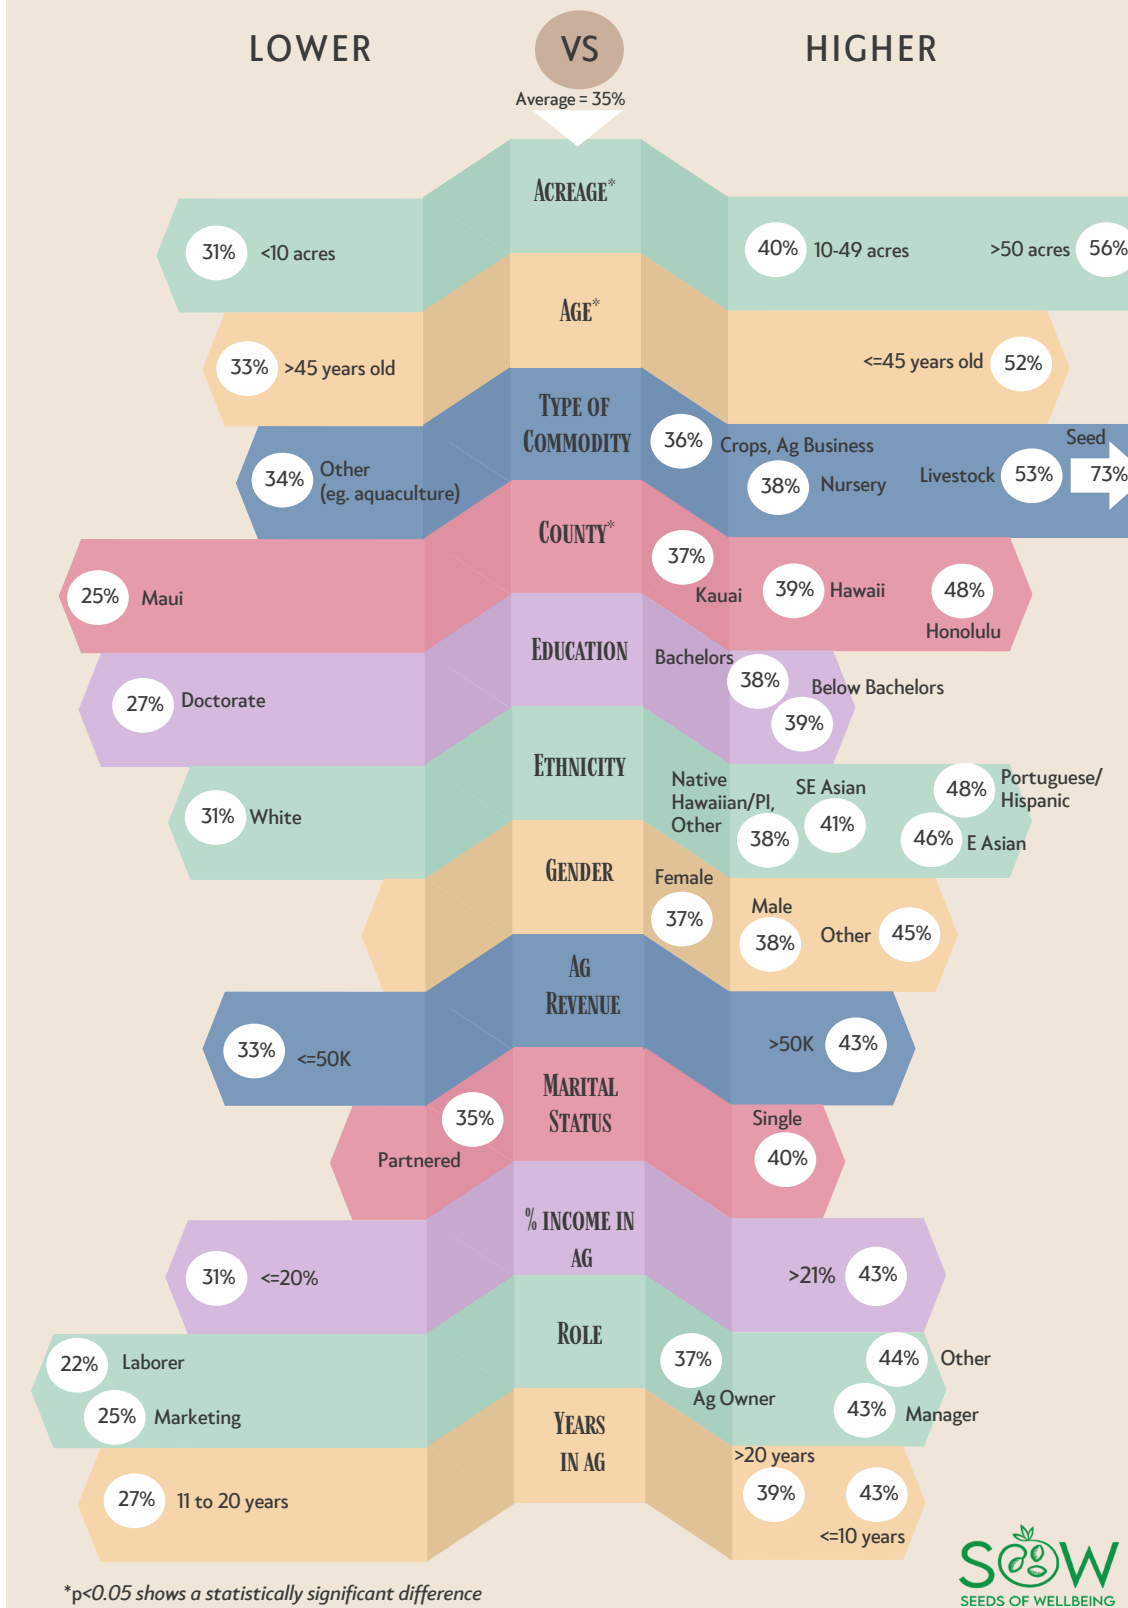 LOWER
VS
HIGHER
Average = 35%
ACREAGE*
31% <10 acres
40% 10-49 acres
>50 acres 56%
AGE*
33% >45 years old
<=45 years old 52%
TYPE OF
COMMODITY
34% Other
(eg. aquaculture)
36% Crops, Ag Business
38% Nursery
Livestock 53%
Seed
73%
COUNTY*
25% Maui
37%
Kauai
39% Hawaii
48%
Honolulu
EDUCATION
27% Doctorate
Bachelors
38%
Below Bachelors
39%
ETHNICITY
31% White
Native
Hawaiian/PI,
Other
38%
SE Asian
41%
48% Portuguese/
Hispanic
46% E Asian
GENDER
Female
37%
Male
38%
Other 45%
AG
REVENUE
33% <=50K
>50K 43%
MARITAL
STATUS
35%
Partnered
Single
40%
% INCOME IN
AG
31% <=20%
>21% 43%
ROLE
22% Laborer
25% Marketing
37%
Ag Owner
44% Other
43% Manager
YEARS
IN AG
27% 11 to 20 years
>20 years
39%
43%
<=10 years
*p<0.05 shows a statistically significant difference
SOW
SEEDS OF WELLBEING